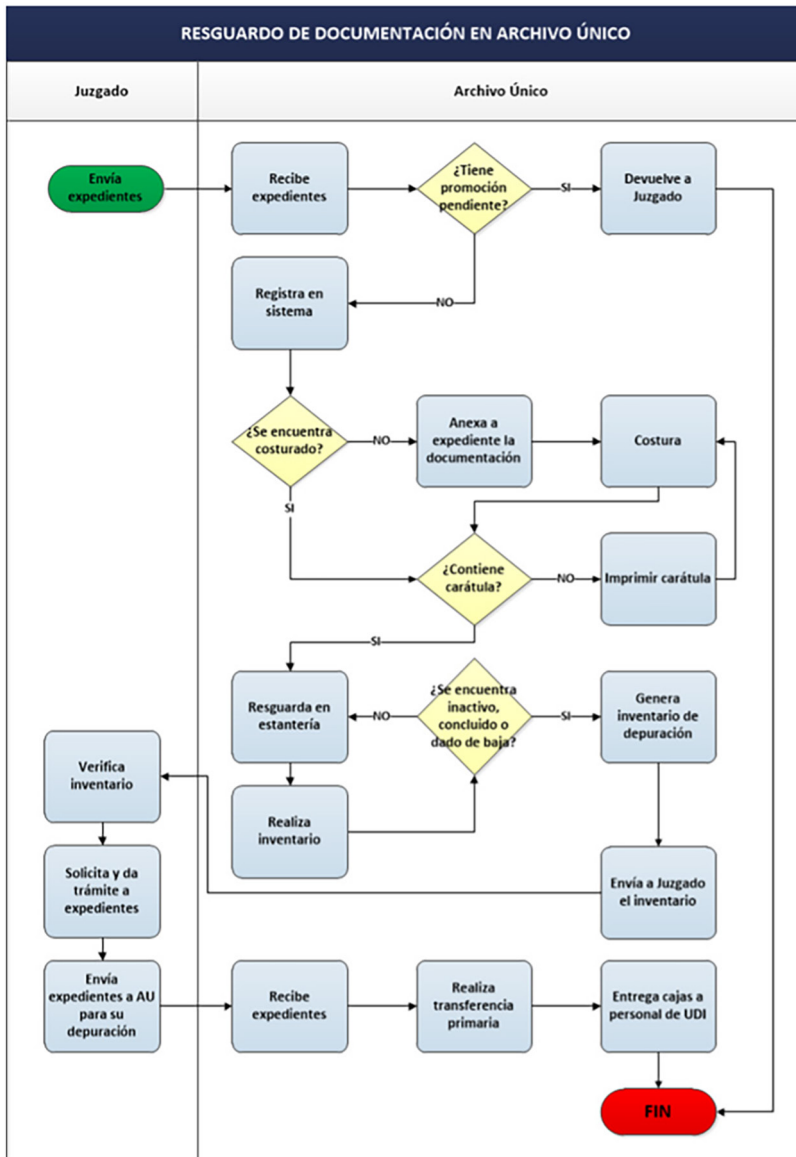 RESGUARDO DE DOCUMENTACIÓN EN ARCHIVO ÚNICO
Juzgado
Archivo Único
Envía
expedientes
Recibe
expedientes
¿Tiene
promoción
pendiente?
SI
Devuelve a
Juzgado
NO
Registra en
sistema
¿Se encuentra
costurado?
NO
Anexa a
expediente la
documentación
Costura
SI
¿Contiene
carátula?
NO
Imprimir carátula
SI
Resguarda en
estantería
NO
¿Se encuentra
inactivo,
concluido o
dado de baja?
SI
Genera
inventario de
depuración
Verifica
inventario
Realiza
inventario
Solicita y da
trámite a
expedientes
Envía a Juzgado
el inventario
Envía
expedientes a AU
para su
depuración
Recibe
expedientes
Realiza
transferencia
primaria
Entrega cajas a
personal de UDI
FIN